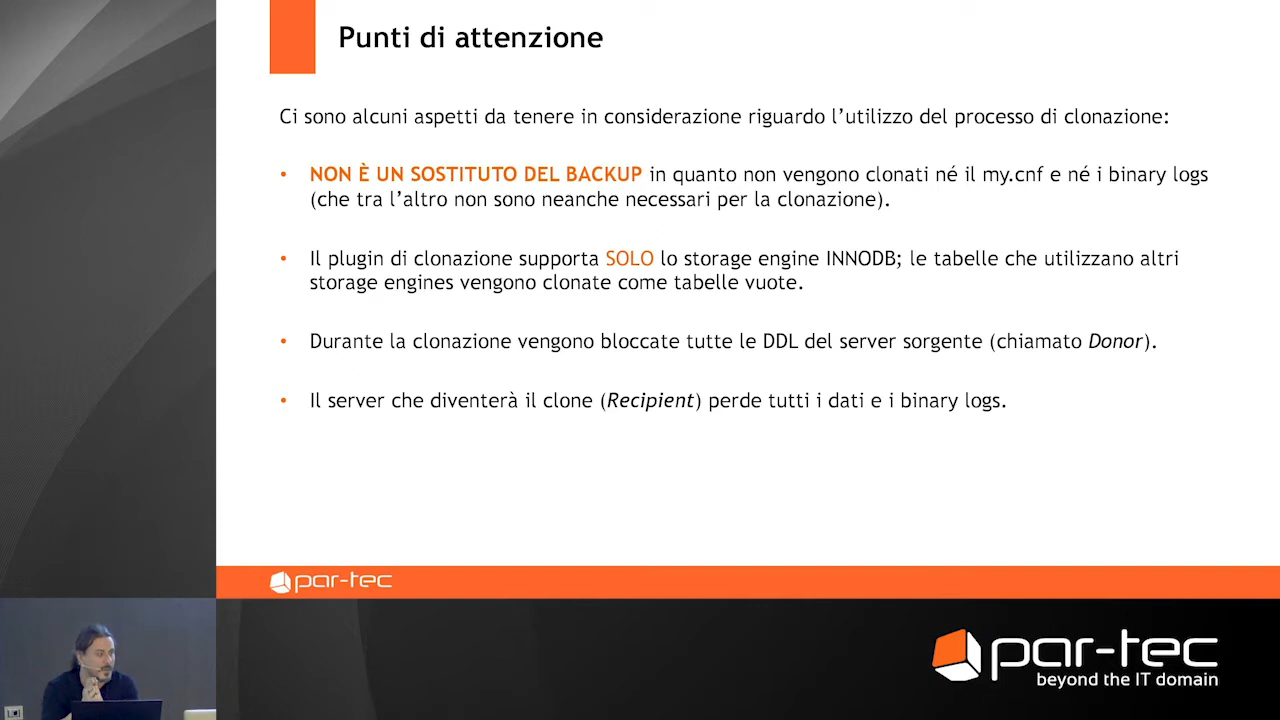 Punti di attenzione
Ci sono alcuni aspetti da tenere in considerazione riguardo l’utilizzo del processo di clonazione:
• NON È UN SOSTITUTO DEL BACKUP in quanto non vengono clonati né il my.cnf e né i binary logs
(che tra l’altro non sono neanche necessari per la clonazione).
• Il plugin di clonazione supporta SOLO lo storage engine INNODB; le tabelle che utilizzano altri
storage engines vengono clonate come tabelle vuote.
• Durante la clonazione vengono bloccate tutte le DDL del server sorgente (chiamato Donor).
• Il server che diventerà il clone (Recipient) perde tutti i dati e i binary logs.
par-tec
par-tec
beyond the IT domain